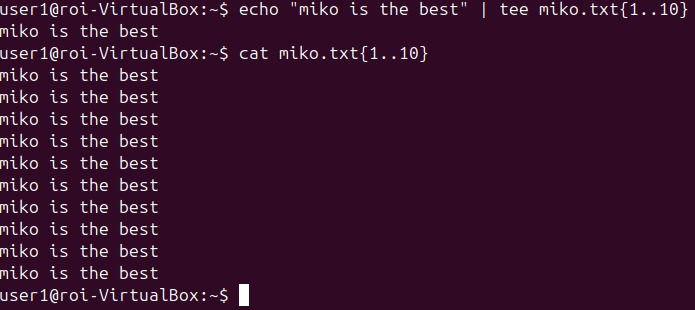 user1@roi-VirtualBox:~$ echo "miko is the best" | tee miko.txt{1..10}
miko is the best
user1@roi-VirtualBox:~$ cat miko.txt{1..10}
miko is the best
miko is the best
miko is the best
miko is the best
miko is the best
miko is the best
miko is the best
miko is the best
miko is the best
miko is the best
user1@roi-VirtualBox:~$